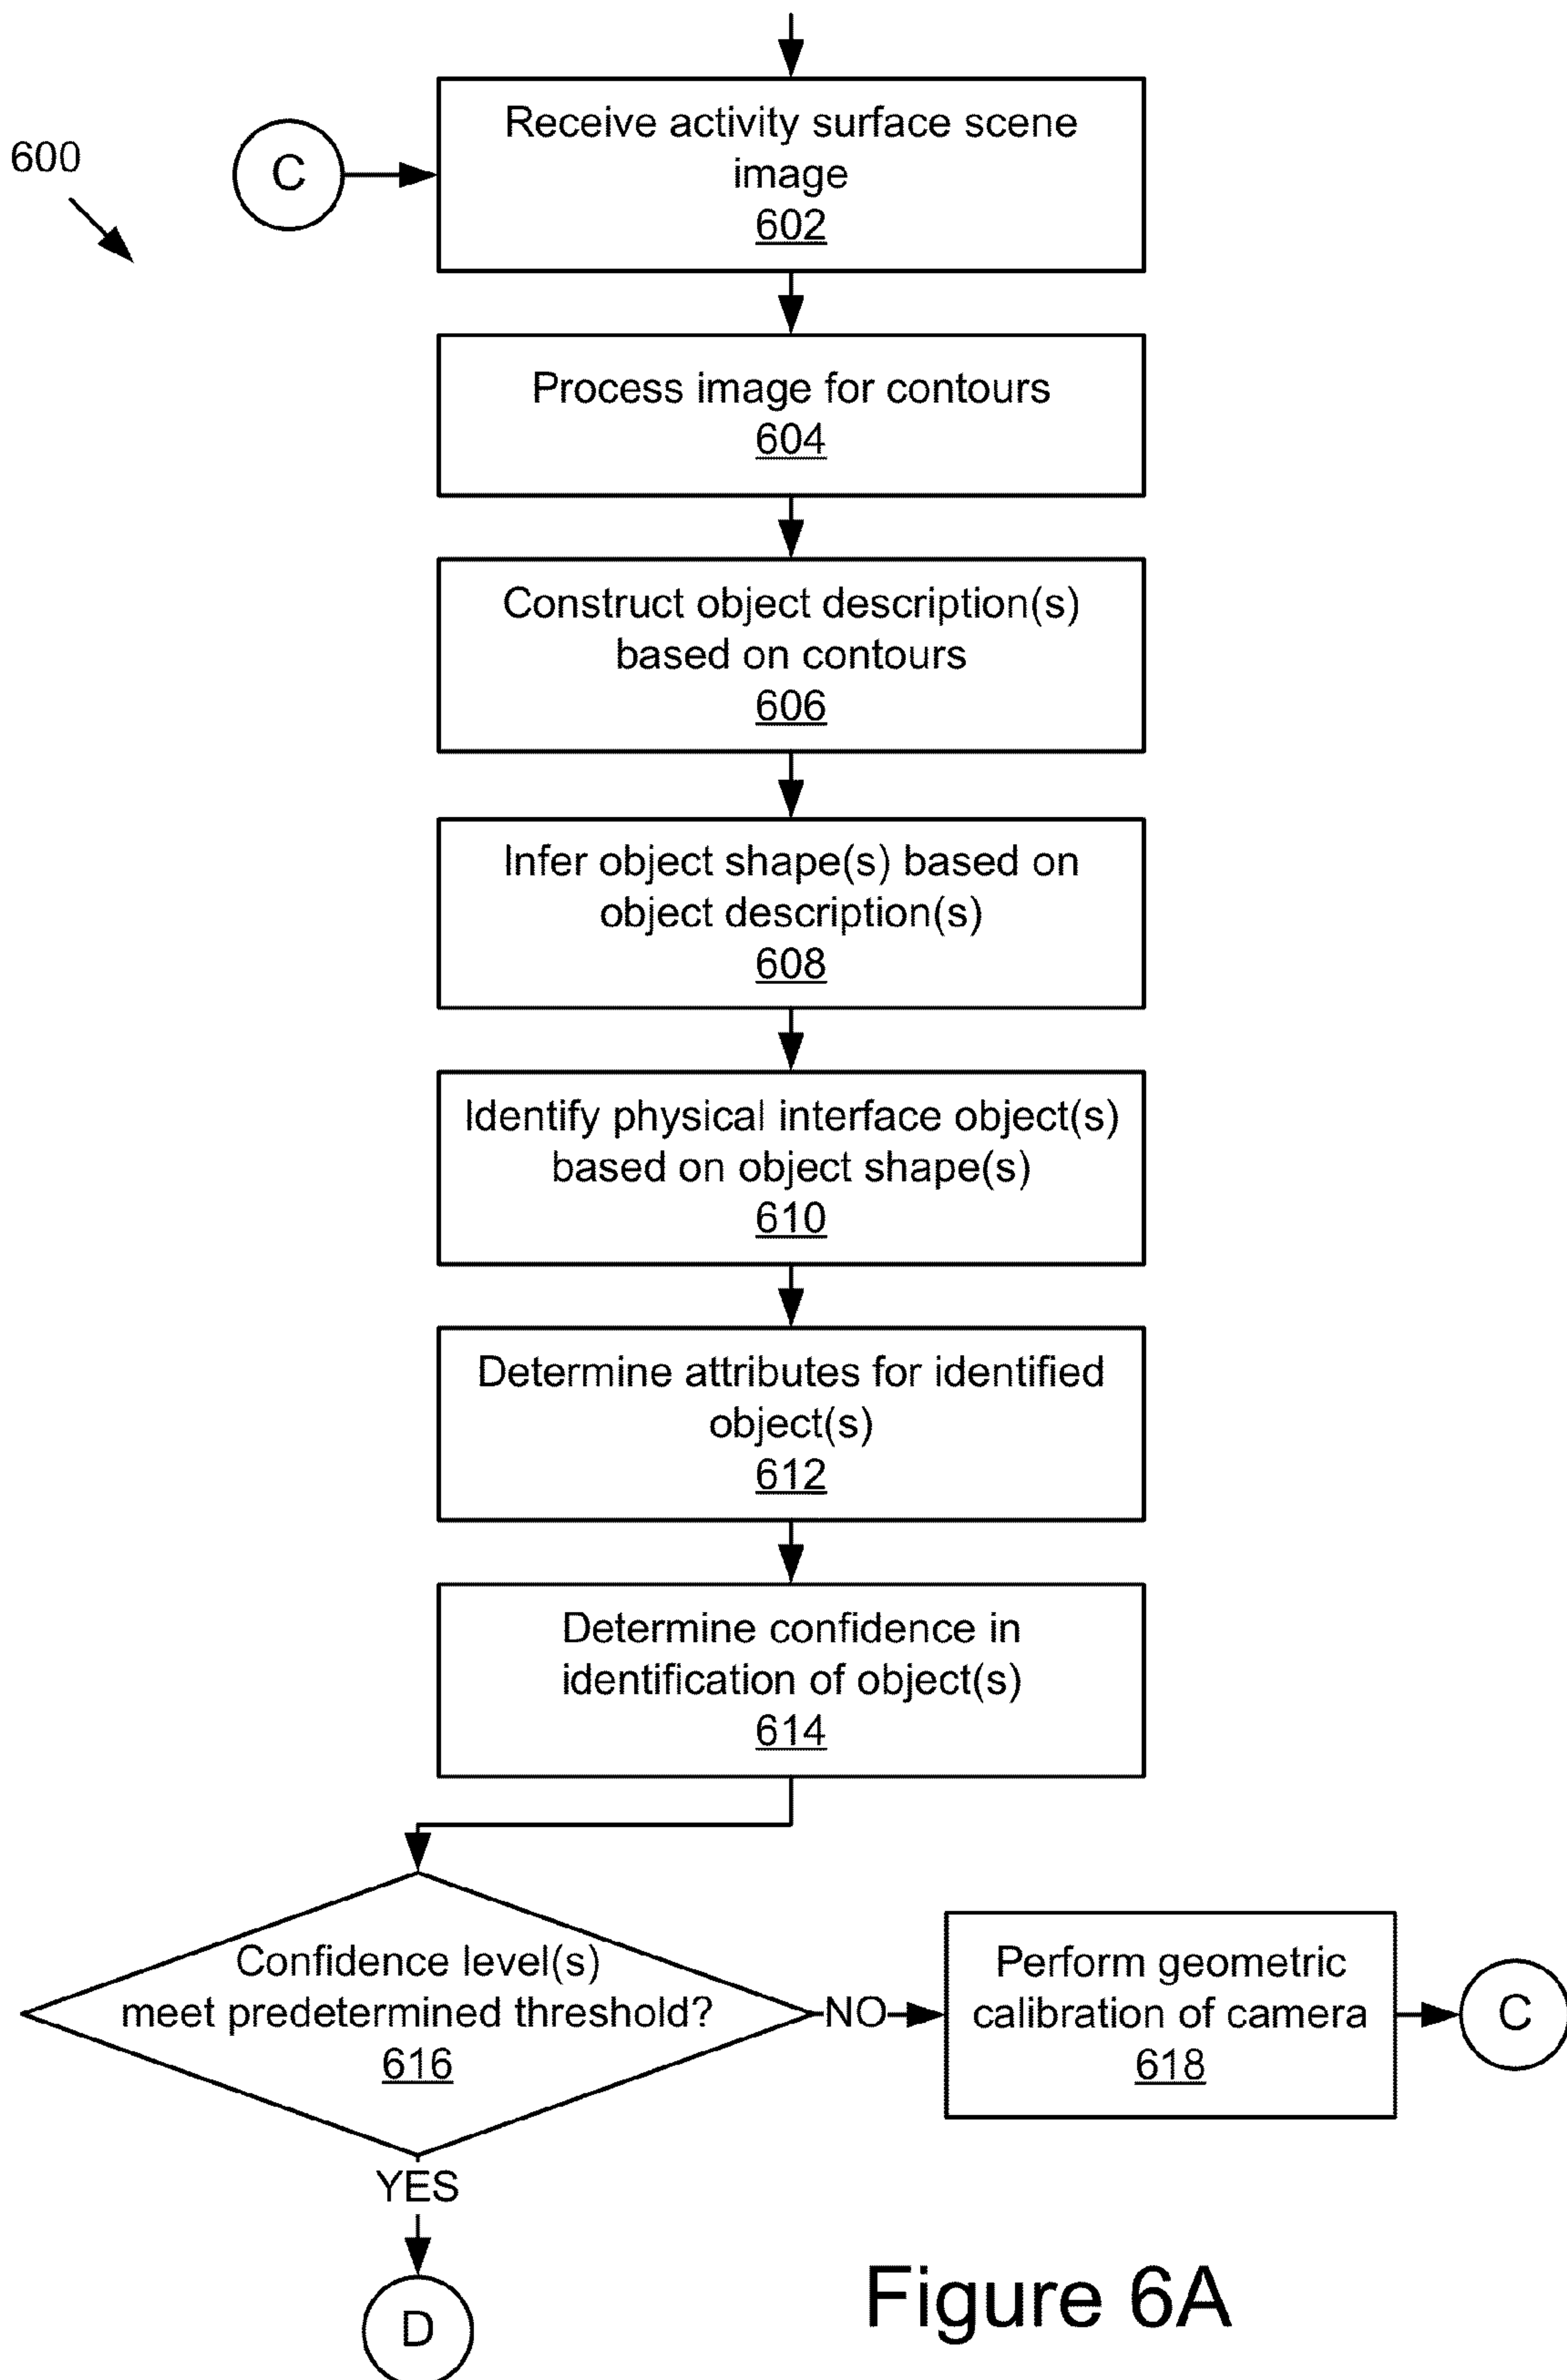 600
C
Receive activity surface scene
image
602
Process image for contours
604
Construct object description(s)
based on contours
606
Infer object shape(s) based on
object description(s)
608
Identify physical interface object(s)
based on object shape(s)
610
Determine attributes for identified
object(s)
612
Determine confidence in
identification of object(s)
614
Confidence level(s)
meet predetermined threshold?
616
NO
Perform geometric
calibration of camera
618
C
YES
D
Figure 6A